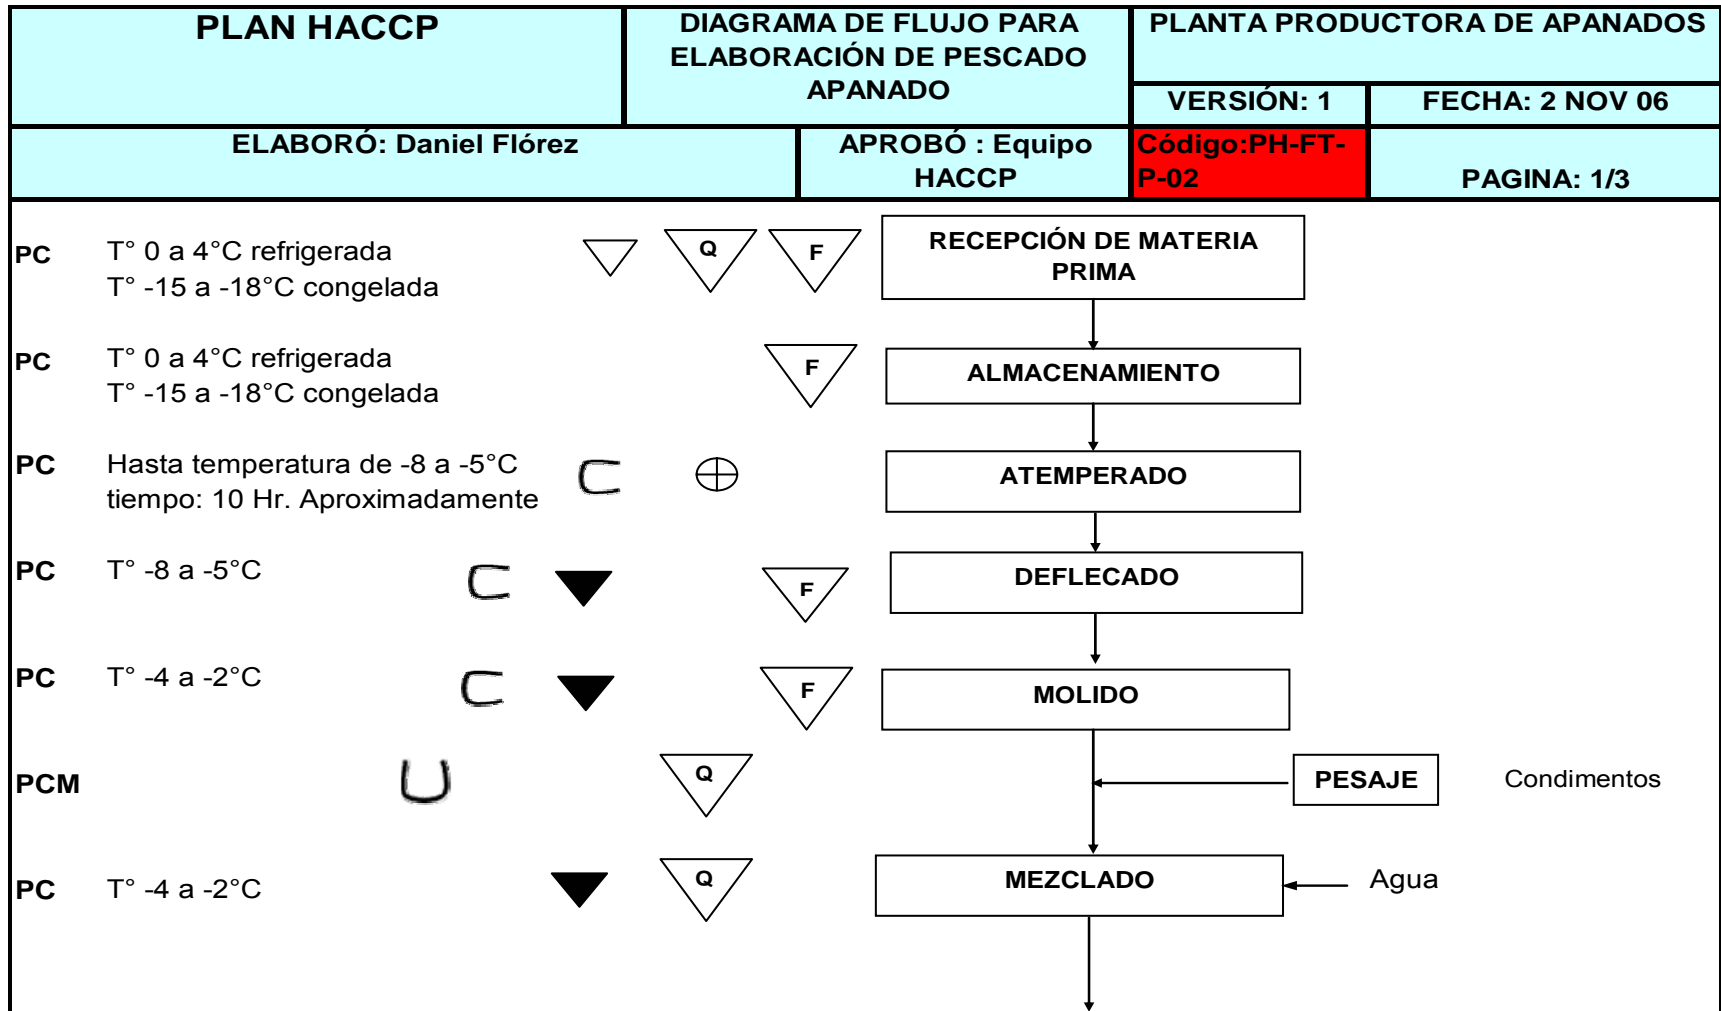 PLAN HACCP
DIAGRAMA DE FLUJO PARA
ELABORACIÓN DE PESCADO
APANADO
PLANTA PRODUCTORA DE APANADOS
VERSIÓN: 1
FECHA: 2 NOV 06
ELABORÓ: Daniel Flórez
APROBÓ : Equipo
HACCP
Código:PH-FT-
P-02
PAGINA: 1/3
PC
T° 0 a 4°C refrigerada
T° -15 a -18°C congelada
Q
F
RECEPCIÓN DE MATERIA
PRIMA
PC
T° 0 a 4°C refrigerada
T° -15 a -18°C congelada
F
ALMACENAMIENTO
PC
Hasta temperatura de -8 a -5°C
tiempo: 10 Hr. Aproximadamente
ATEMPERADO
PC
T° -8 a -5°C
F
DEFLECADO
PC
T° -4 a -2°C
F
MOLIDO
PCM
Q
PESAJE
Condimentos
PC
T° -4 a -2°C
Q
MEZCLADO
Agua